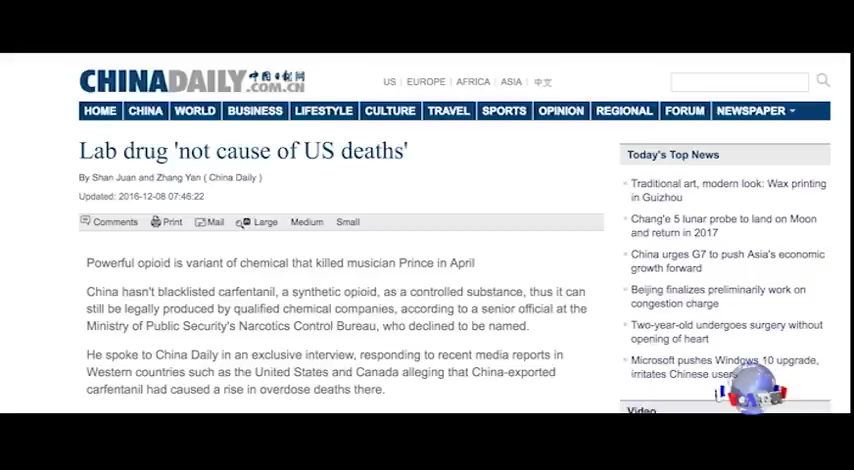 CHINADAILY 中国日报网
.COM.CN
US | EUROPE | AFRICA | ASIA | 中文
HOME CHINA WORLD BUSINESS LIFESTYLE CULTURE TRAVEL SPORTS OPINION REGIONAL FORUM NEWSPAPER
Lab drug 'not cause of US deaths'
By Shan Juan and Zhang Yan ( China Daily )
Updated: 2016-12-08 07:46:22
Comments Print Mail Large Medium Small
Powerful opioid is variant of chemical that killed musician Prince in April
China hasn't blacklisted carfentanil, a synthetic opioid, as a controlled substance, thus it can
still be legally produced by qualified chemical companies, according to a senior official at the
Ministry of Public Security's Narcotics Control Bureau, who declined to be named.
He spoke to China Daily in an exclusive interview, responding to recent media reports in
Western countries such as the United States and Canada alleging that China-exported
carfentanil had caused a rise in overdose deaths there.
Today's Top News
Traditional art, modern look: Wax printing
in Guizhou
Chang'e 5 lunar probe to land on Moon
and return in 2017
China urges G7 to push Asia's economic
growth forward
Beijing finalizes preliminarily work on
congestion charge
Two-year-old undergoes surgery without
opening of heart
Microsoft pushes Windows 10 upgrade,
irritates Chinese users
Video